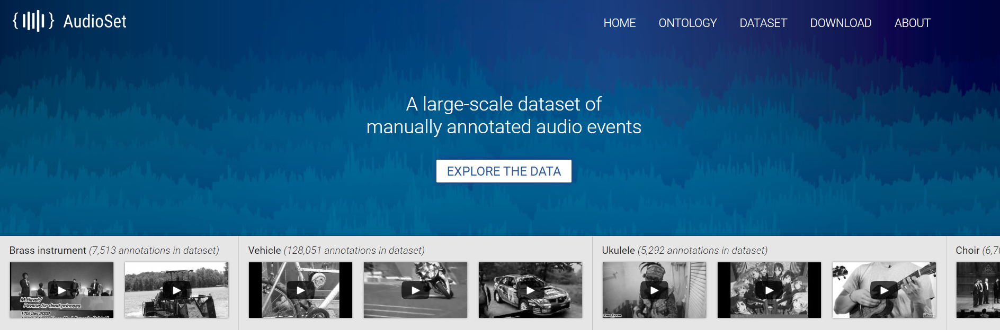 AudioSet
HOME ONTOLOGY DATASET DOWNLOAD ABOUT
A large-scale dataset of
manually annotated audio events
EXPLORE THE DATA
Brass instrument (7,513 annotations in dataset)
M.Ravel/
Pavane for dead princess
17th Jan 2009
Vehicle (128,051 annotations in dataset)
Ukulele (5,292 annotations in dataset)
Choir (6,7